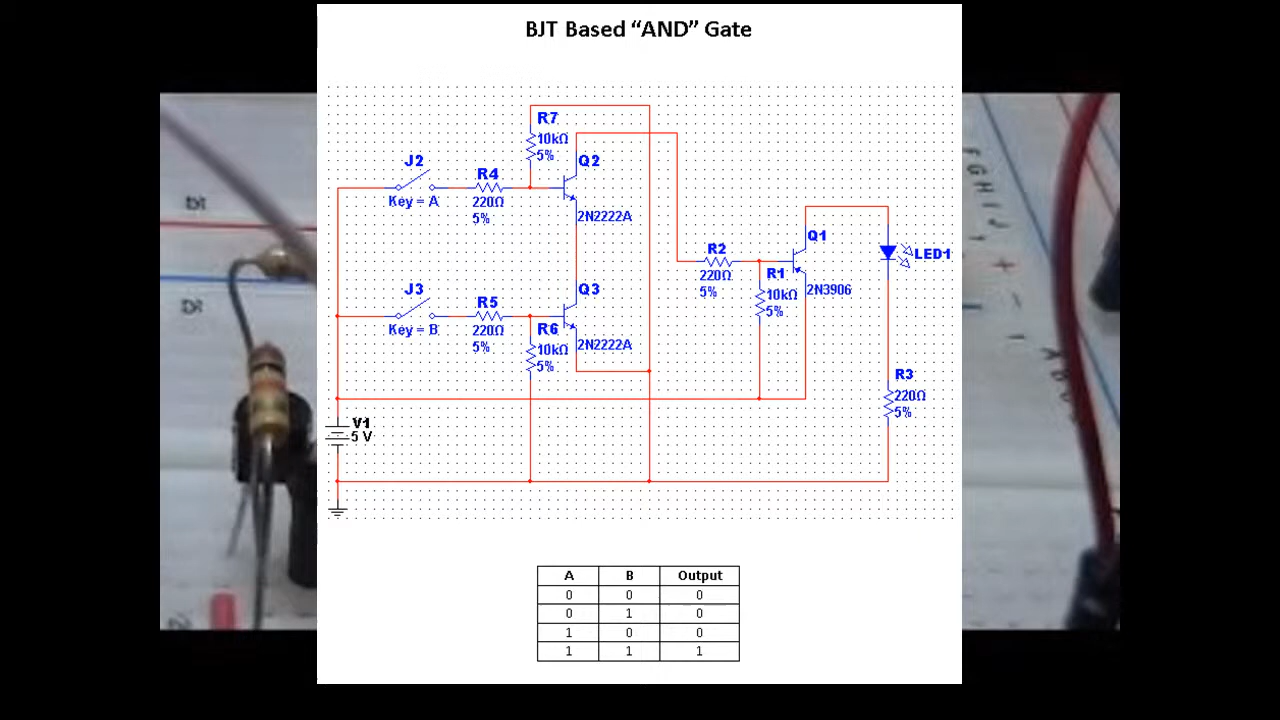 BJT Based “AND” Gate
R7
10kΩ
5%
J2
Key = A
R4
220Ω
5%
Q2
2N2222A
J3
Key = B
R5
220Ω
5%
R6
10kΩ
5%
Q3
2N2222A
R2
220Ω
5%
R1
10kΩ
5%
Q1
2N3906
LED1
R3
220Ω
5%
V1
5 V
A B Output
0 0 0
0 1 0
1 0 0
1 1 1
F G H I J